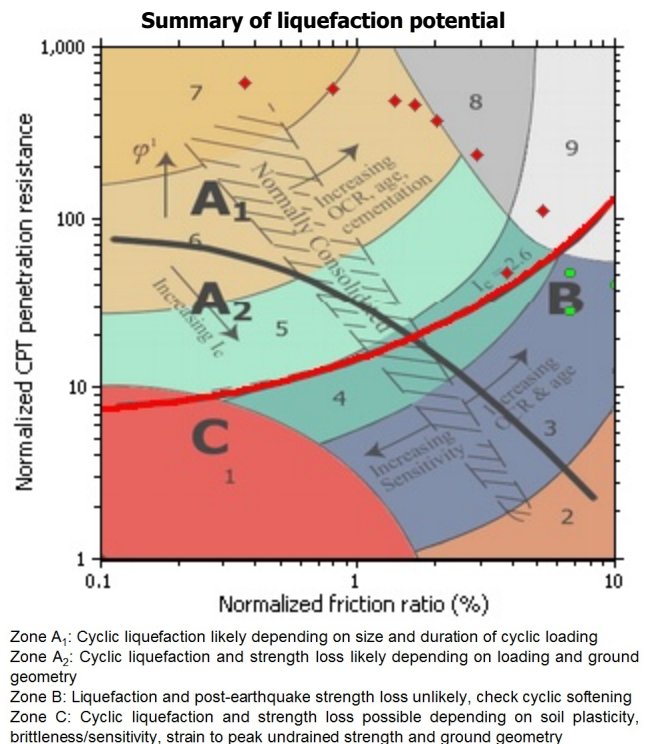 Summary of liquefaction potential
1,000
7
8
9
φ'
A1
Normally Consolidated
Increasing
OCR, age,
cementation
100
6
Ic = 2.6
A2
B
Increasing Ic
5
Normalized CPT penetration resistance
10
4
C
Increasing
OCR & age
3
Increasing
Sensitivity
1
2
1
0.1
1
10
Normalized friction ratio (%)
Zone A1: Cyclic liquefaction likely depending on size and duration of cyclic loading
Zone A2: Cyclic liquefaction and strength loss likely depending on loading and ground
geometry
Zone B: Liquefaction and post-earthquake strength loss unlikely, check cyclic softening
Zone C: Cyclic liquefaction and strength loss possible depending on soil plasticity,
brittleness/sensitivity, strain to peak undrained strength and ground geometry